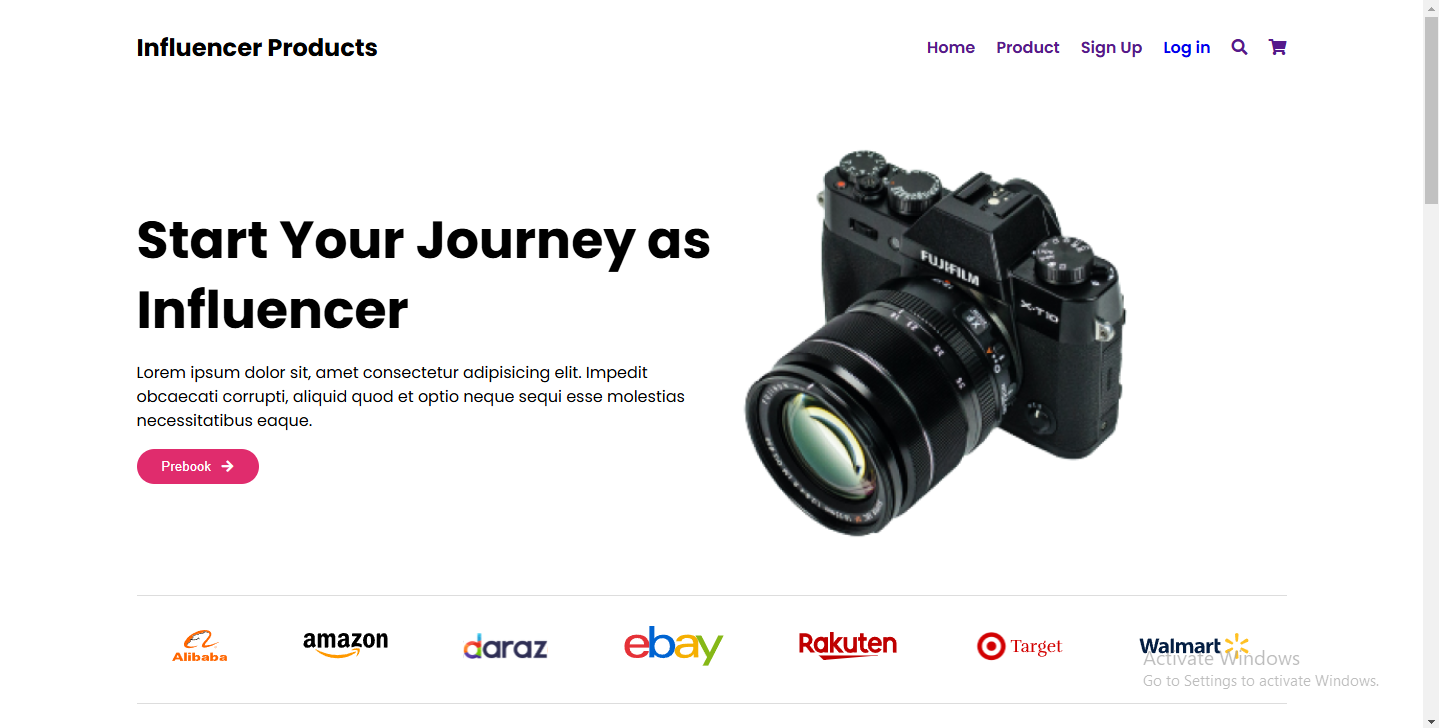 Influencer Products
Home Product Sign Up Log in
Start Your Journey as
Influencer
Lorem ipsum dolor sit, amet consectetur adipisicing elit. Impedit
obcaecati corrupti, aliquid quod et optio neque sequi esse molestias
necessitatibus eaque.
Prebook
FUJIFILM
X-T10
XF
Alibaba
amazon
daraz
ebay
Rakuten
Target
Walmart
Activate Windows
Go to Settings to activate Windows.